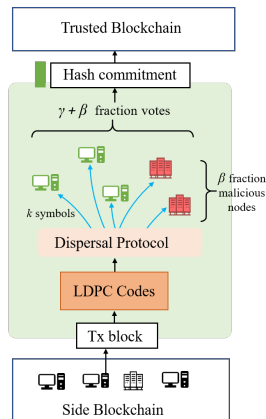 Trusted Blockchain
Hash commitment
γ + β fraction votes
k symbols
β fraction
malicious
nodes
Dispersal Protocol
LDPC Codes
Tx block
Side Blockchain